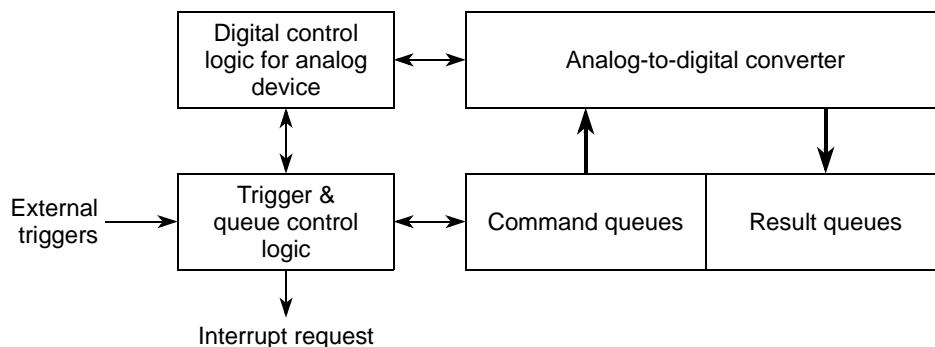 Digital control
logic for analog
device
Analog-to-digital converter
External
triggers
Trigger &
queue control
logic
Command queues
Result queues
Interrupt request